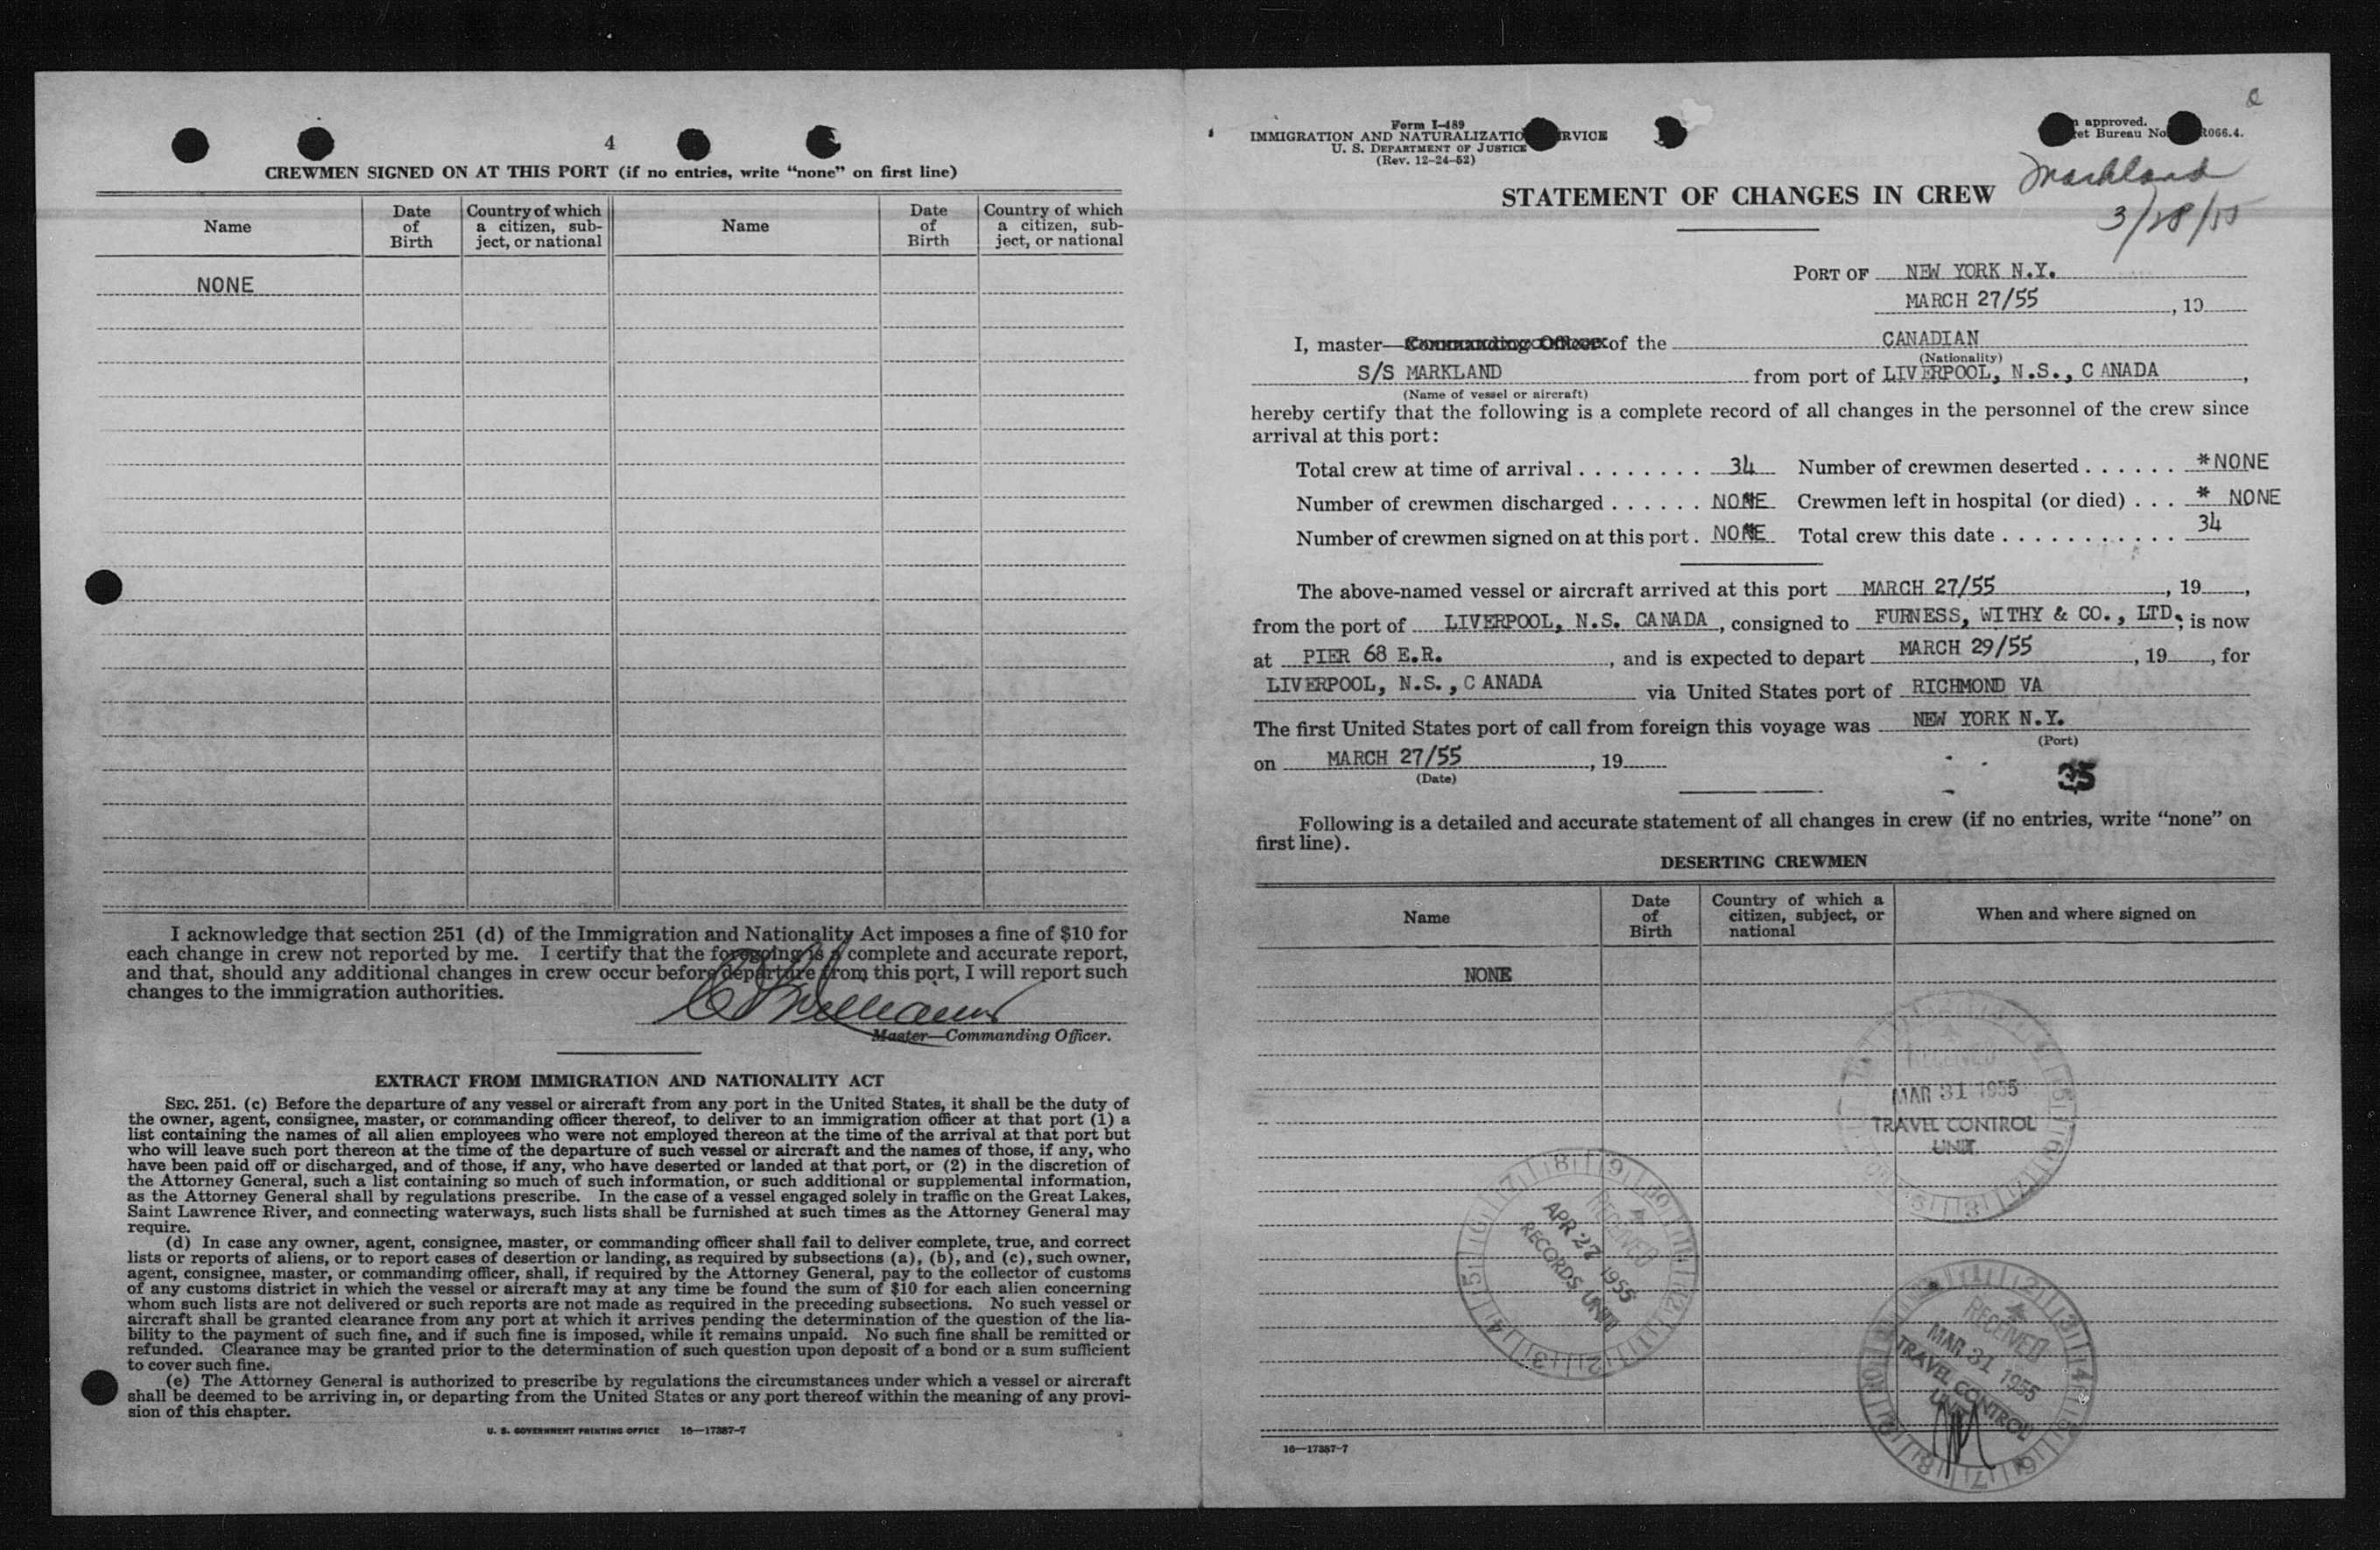 4
CREWMEN SIGNED ON AT THIS PORT (if no entries, write "none" on first line)
Name
Date of Birth
Country of which a citizen, subject, or national
Name
Date of Birth
Country of which a citizen, subject, or national
NONE
I acknowledge that section 251 (d) of the Immigration and Nationality Act imposes a fine of $10 for
each change in crew not reported by me. I certify that the foregoing is a complete and accurate report,
and that, should any additional changes in crew occur before departure from this port, I will report such
changes to the immigration authorities.
Williams
Master—Commanding Officer.
EXTRACT FROM IMMIGRATION AND NATIONALITY ACT
SEC. 251. (c) Before the departure of any vessel or aircraft from any port in the United States, it shall be the duty of
the owner, agent, consignee, master, or commanding officer thereof, to deliver to an immigration officer at that port (1) a
list containing the names of all alien employees who were not employed thereon at the time of the arrival at that port but
who will leave such port thereon at the time of the departure of such vessel or aircraft and the names of those, if any, who
have been paid off or discharged, and of those, if any, who have deserted or landed at that port, or (2) in the discretion of
the Attorney General, such a list containing so much of such information, or such additional or supplemental information,
as the Attorney General shall by regulations prescribe. In the case of a vessel engaged solely in traffic on the Great Lakes,
Saint Lawrence River, and connecting waterways, such lists shall be furnished at such times as the Attorney General may
require.
(d) In case any owner, agent, consignee, master, or commanding officer shall fail to deliver complete, true, and correct
lists or reports of aliens, or to report cases of desertion or landing, as required by subsections (a), (b), and (c), such owner,
agent, consignee, master, or commanding officer, shall, if required by the Attorney General, pay to the collector of customs
of any customs district in which the vessel or aircraft may at any time be found the sum of $10 for each alien concerning
whom such lists are not delivered or such reports are not made as required in the preceding subsections. No such vessel or
aircraft shall be granted clearance from any port at which it arrives pending the determination of the question of the lia-
bility to the payment of such fine, and if such fine is imposed, while it remains unpaid. No such fine shall be remitted or
refunded. Clearance may be granted prior to the determination of such question upon deposit of a bond or a sum sufficient
to cover such fine.
(e) The Attorney General is authorized to prescribe by regulations the circumstances under which a vessel or aircraft
shall be deemed to be arriving in, or departing from the United States or any port thereof within the meaning of any provi-
sion of this chapter.
U. S. GOVERNMENT PRINTING OFFICE 16—17387-7
Form I-489
IMMIGRATION AND NATURALIZATIO RVICE
U. S. DEPARTMENT OF JUSTICE
(Rev. 12-24-52)
approved.
et Bureau No. R066.4.
Markland
3/28/55
STATEMENT OF CHANGES IN CREW
PORT OF NEW YORK N.Y.
MARCH 27/55, 19
I, master—Commanding Officer of the CANADIAN
(Nationality)
S/S MARKLAND from port of LIVERPOOL, N.S., CANADA,
(Name of vessel or aircraft)
hereby certify that the following is a complete record of all changes in the personnel of the crew since
arrival at this port:
Total crew at time of arrival . . . . . . . . 34 Number of crewmen deserted . . . . . . *NONE
Number of crewmen discharged . . . . . . NONE Crewmen left in hospital (or died) . . . * NONE
Number of crewmen signed on at this port . NONE Total crew this date . . . . . . . . . . . 34
The above-named vessel or aircraft arrived at this port MARCH 27/55, 19,
from the port of LIVERPOOL, N.S. CANADA, consigned to FURNESS, WITHY & CO., LTD; is now
at PIER 68 E.R., and is expected to depart MARCH 29/55, 19, for
LIVERPOOL, N.S., CANADA via United States port of RICHMOND VA
The first United States port of call from foreign this voyage was NEW YORK N.Y.
(Port)
on MARCH 27/55, 19
(Date)
35
Following is a detailed and accurate statement of all changes in crew (if no entries, write "none" on
first line).
DESERTING CREWMEN
Name
Date of Birth
Country of which a citizen, subject, or national
When and where signed on
NONE
RECEIVED
MAR 31 1955
TRAVEL CONTROL
UNIT
RECEIVED
APR 27 1955
RECORDS UNIT
RECEIVED
MAR 31 1955
TRAVEL CONTROL
UNIT
16—17387-7